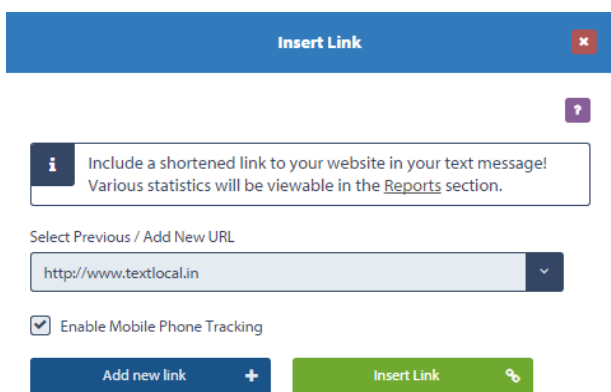 Insert Link
?
i
Include a shortened link to your website in your text message!
Various statistics will be viewable in the Reports section.
Select Previous / Add New URL
http://www.textlocal.in
Enable Mobile Phone Tracking
Add new link +
Insert Link